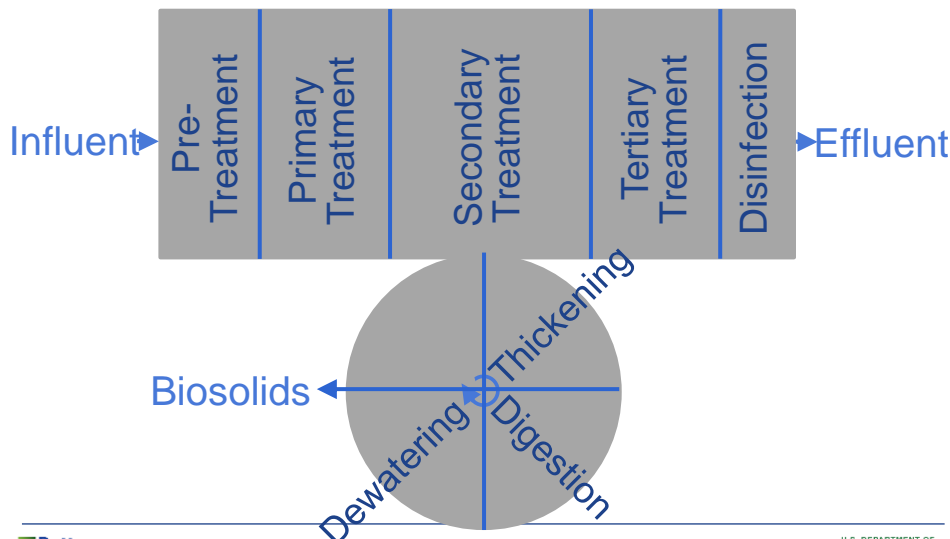 Influent
Pre-
Treatment
Primary
Treatment
Secondary
Treatment
Tertiary
Treatment
Disinfection
Effluent
Thickening
Biosolids
Dewatering
Digestion